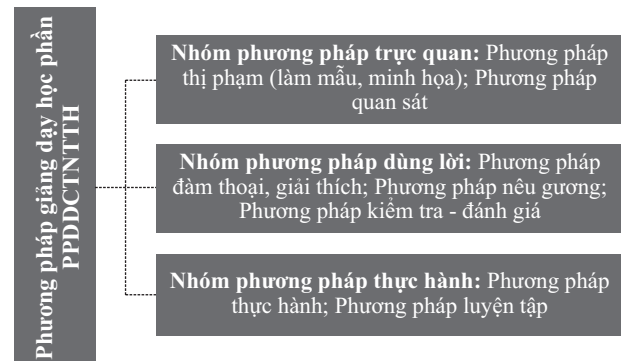 Phương pháp giảng dạy học phần
PPDDCTNTTH
Nhóm phương pháp trực quan: Phương pháp
thị phạm (làm mẫu, minh họa); Phương pháp
quan sát
Nhóm phương pháp dùng lời: Phương pháp
đàm thoại, giải thích; Phương pháp nêu gương;
Phương pháp kiểm tra - đánh giá
Nhóm phương pháp thực hành: Phương pháp
thực hành; Phương pháp luyện tập